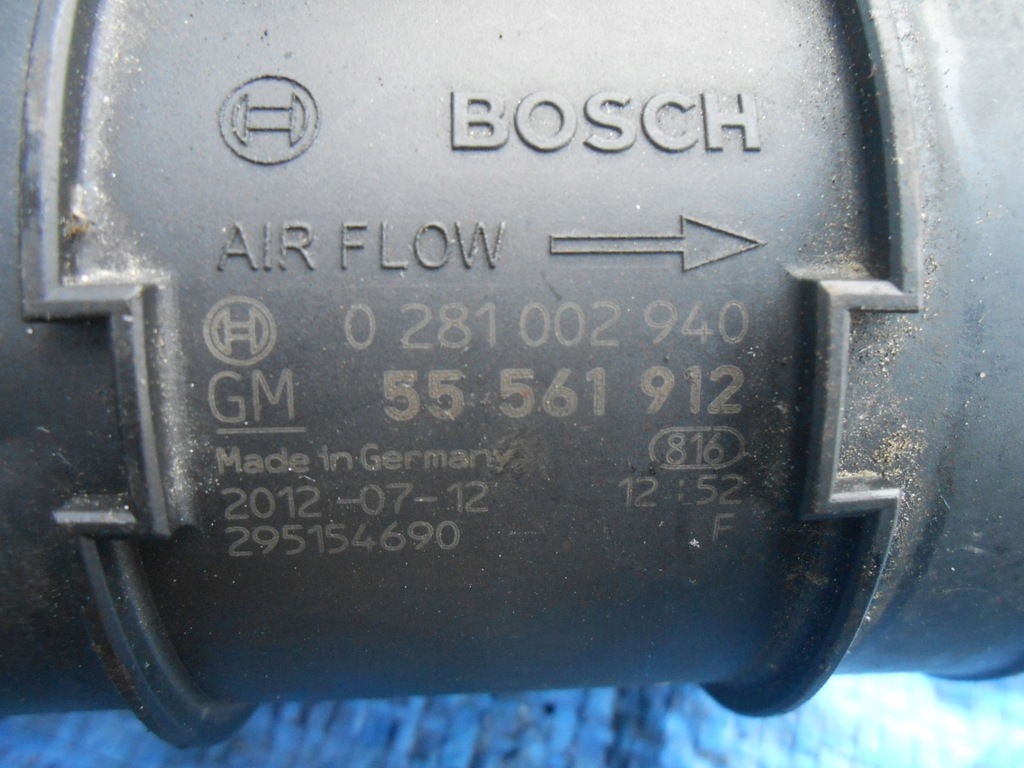 BOSCH
AIR FLOW
0 281 002 940
GM 55 561 912
Made in Germany 816
2012-07-12 12:52
295154690 F